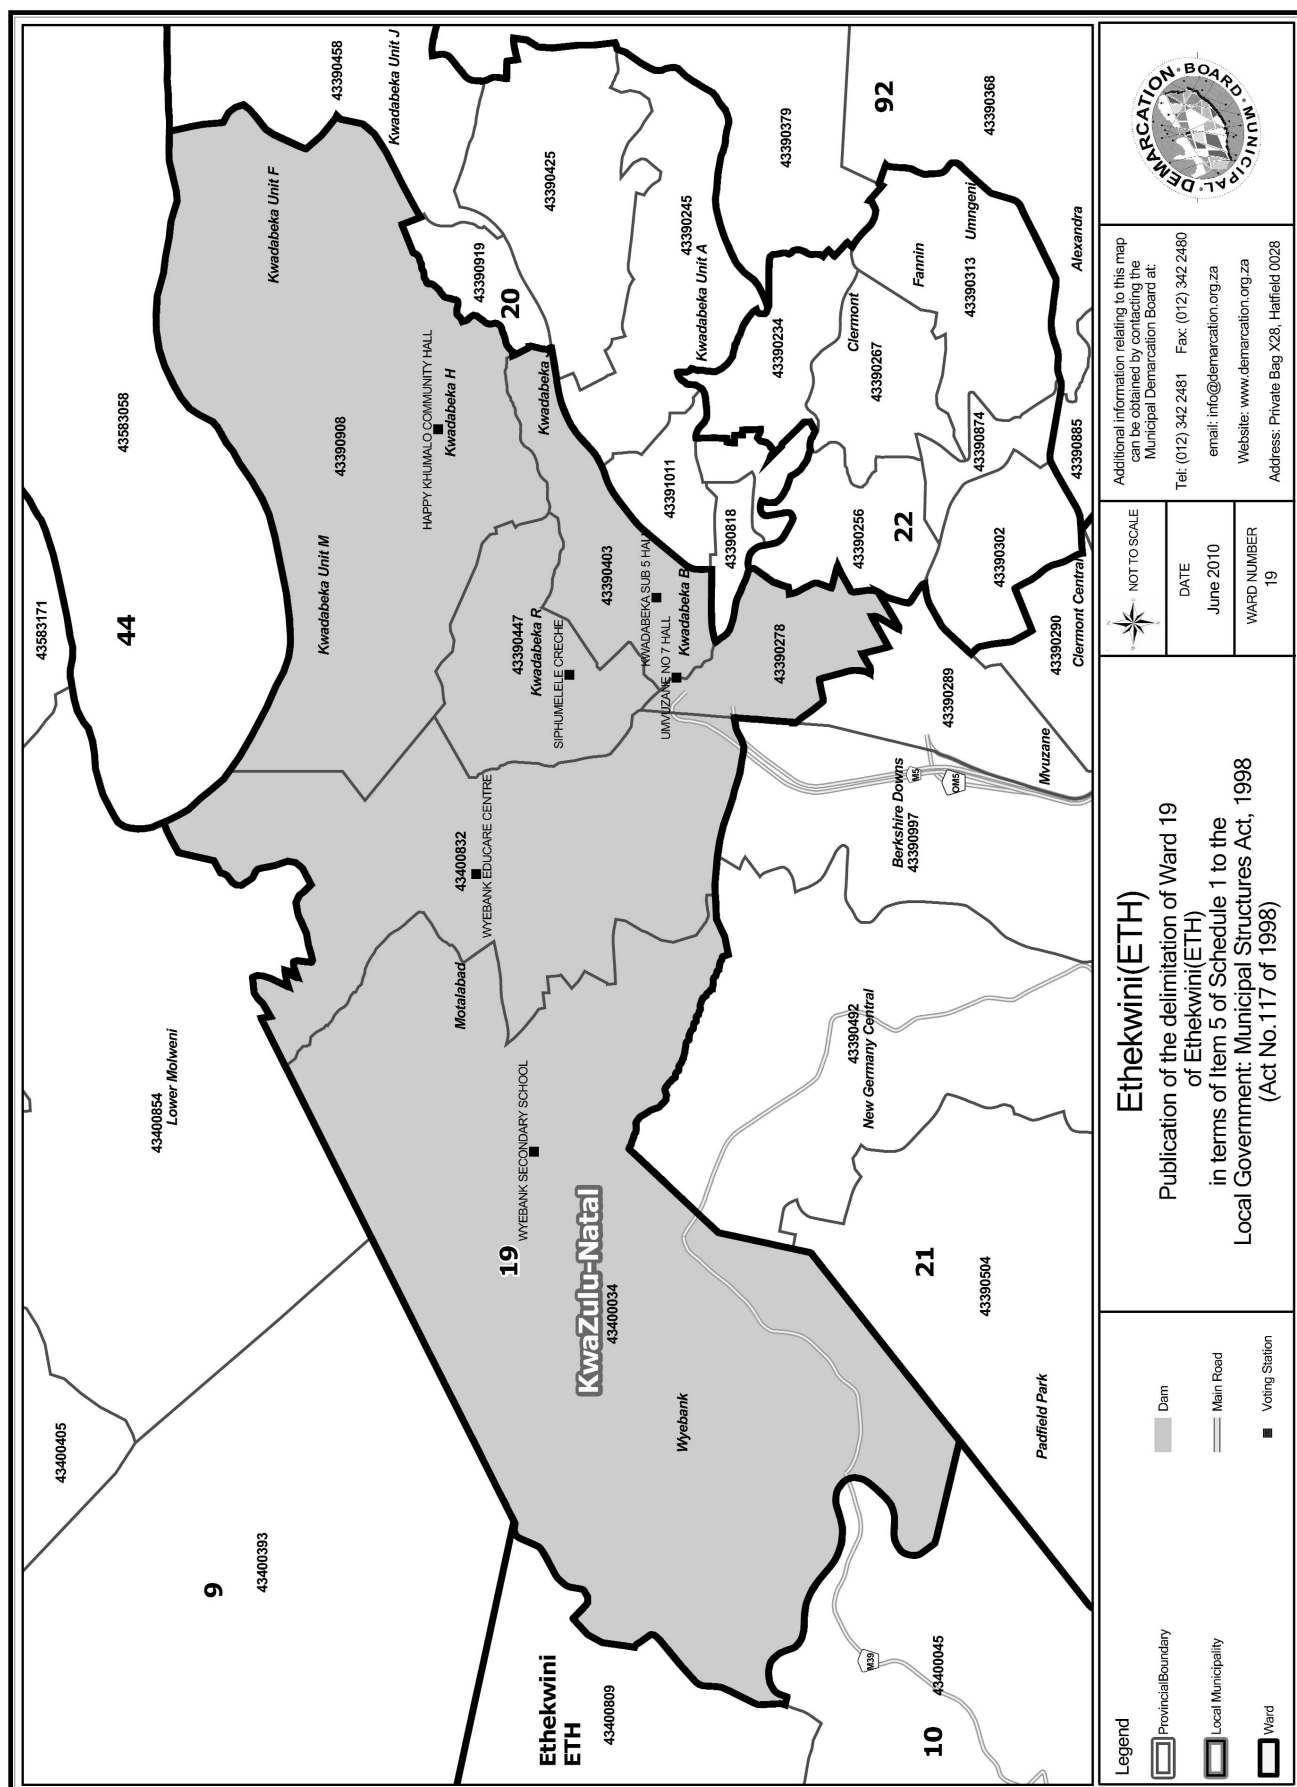 43583171
44
43583058
43400405
43400854
Lower Molweni
9
43400393
43390458
Kwadabeka Unit J
Kwadabeka Unit F
43390908
Kwadabeka Unit M
HAPPY KHUMALO COMMUNITY HALL
Kwadabeka H
43390919
20
43390425
43390245
Kwadabeka Unit A
Kwadabeka J
43390447
Kwadabeka R
SIPHUMELELE CRECHE
43390403
KWADABEKA SUB 5 HALL
Kwadabeka B
UMVUZANE NO 7 HALL
43391011
43390818
43390278
43400832
WYEBANK EDUCARE CENTRE
Motalabad
WYEBANK SECONDARY SCHOOL
19
KwaZulu-Natal
43400034
Wyebank
43390379
92
43390368
43390234
Clermont
43390267
Fannin
Umngeni
43390313
Alexandra
43390874
43390885
43390256
22
43390302
43390290
Clermont Central
43390289
Mvuzane
Berkshire Downs
43390997
M5
OM5
43390492
New Germany Central
21
43390504
Padfield Park
Ethekwini
ETH
43400809
M39
43400045
10
Legend
ProvincialBoundary
Local Municipality
Ward
Dam
Main Road
Voting Station
Ethekwini(ETH)
Publication of the delimitation of Ward 19
of Ethekwini(ETH)
in terms of Item 5 of Schedule 1 to the
Local Government: Municipal Structures Act, 1998
(Act No.117 of 1998)
NOT TO SCALE
DATE
June 2010
WARD NUMBER
19
Additional information relating to this map
can be obtained by contacting the
Municipal Demarcation Board at:
Tel: (012) 342 2481 Fax: (012) 342 2480
email: info@demarcation.org.za
Website: www.demarcation.org.za
Address: Private Bag X28, Hatfield 0028
MUNICIPAL · DEMARCATION · BOARD ·